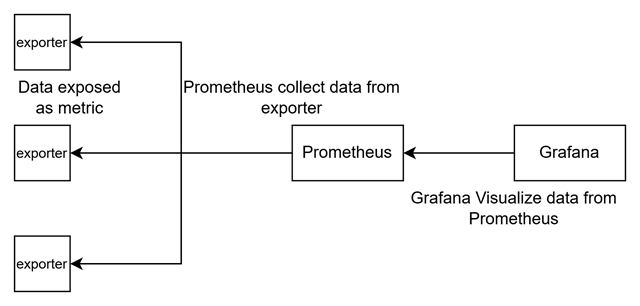 exporter
Data exposed
as metric
Prometheus collect data from
exporter
exporter
Prometheus
Grafana
Grafana Visualize data from
Prometheus
exporter